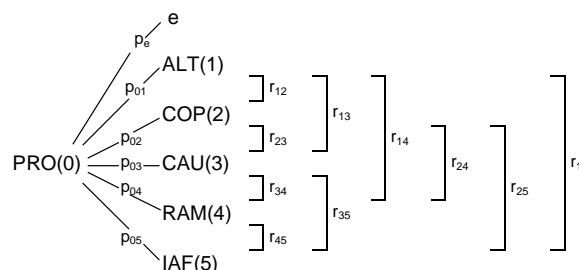 e
pe
ALT(1)
p01
r12
COP(2)
r13
p02
r23
r14
PRO(0)
p03
CAU(3)
r24
r1
p04
r34
r25
RAM(4)
r35
p05
r45
IAF(5)